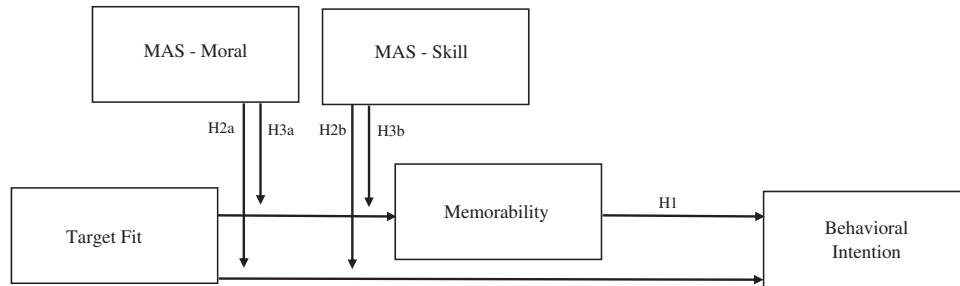 MAS - Moral
MAS - Skill
H2a
H3a
H2b
H3b
Target Fit
Memorability
H1
Behavioral
Intention